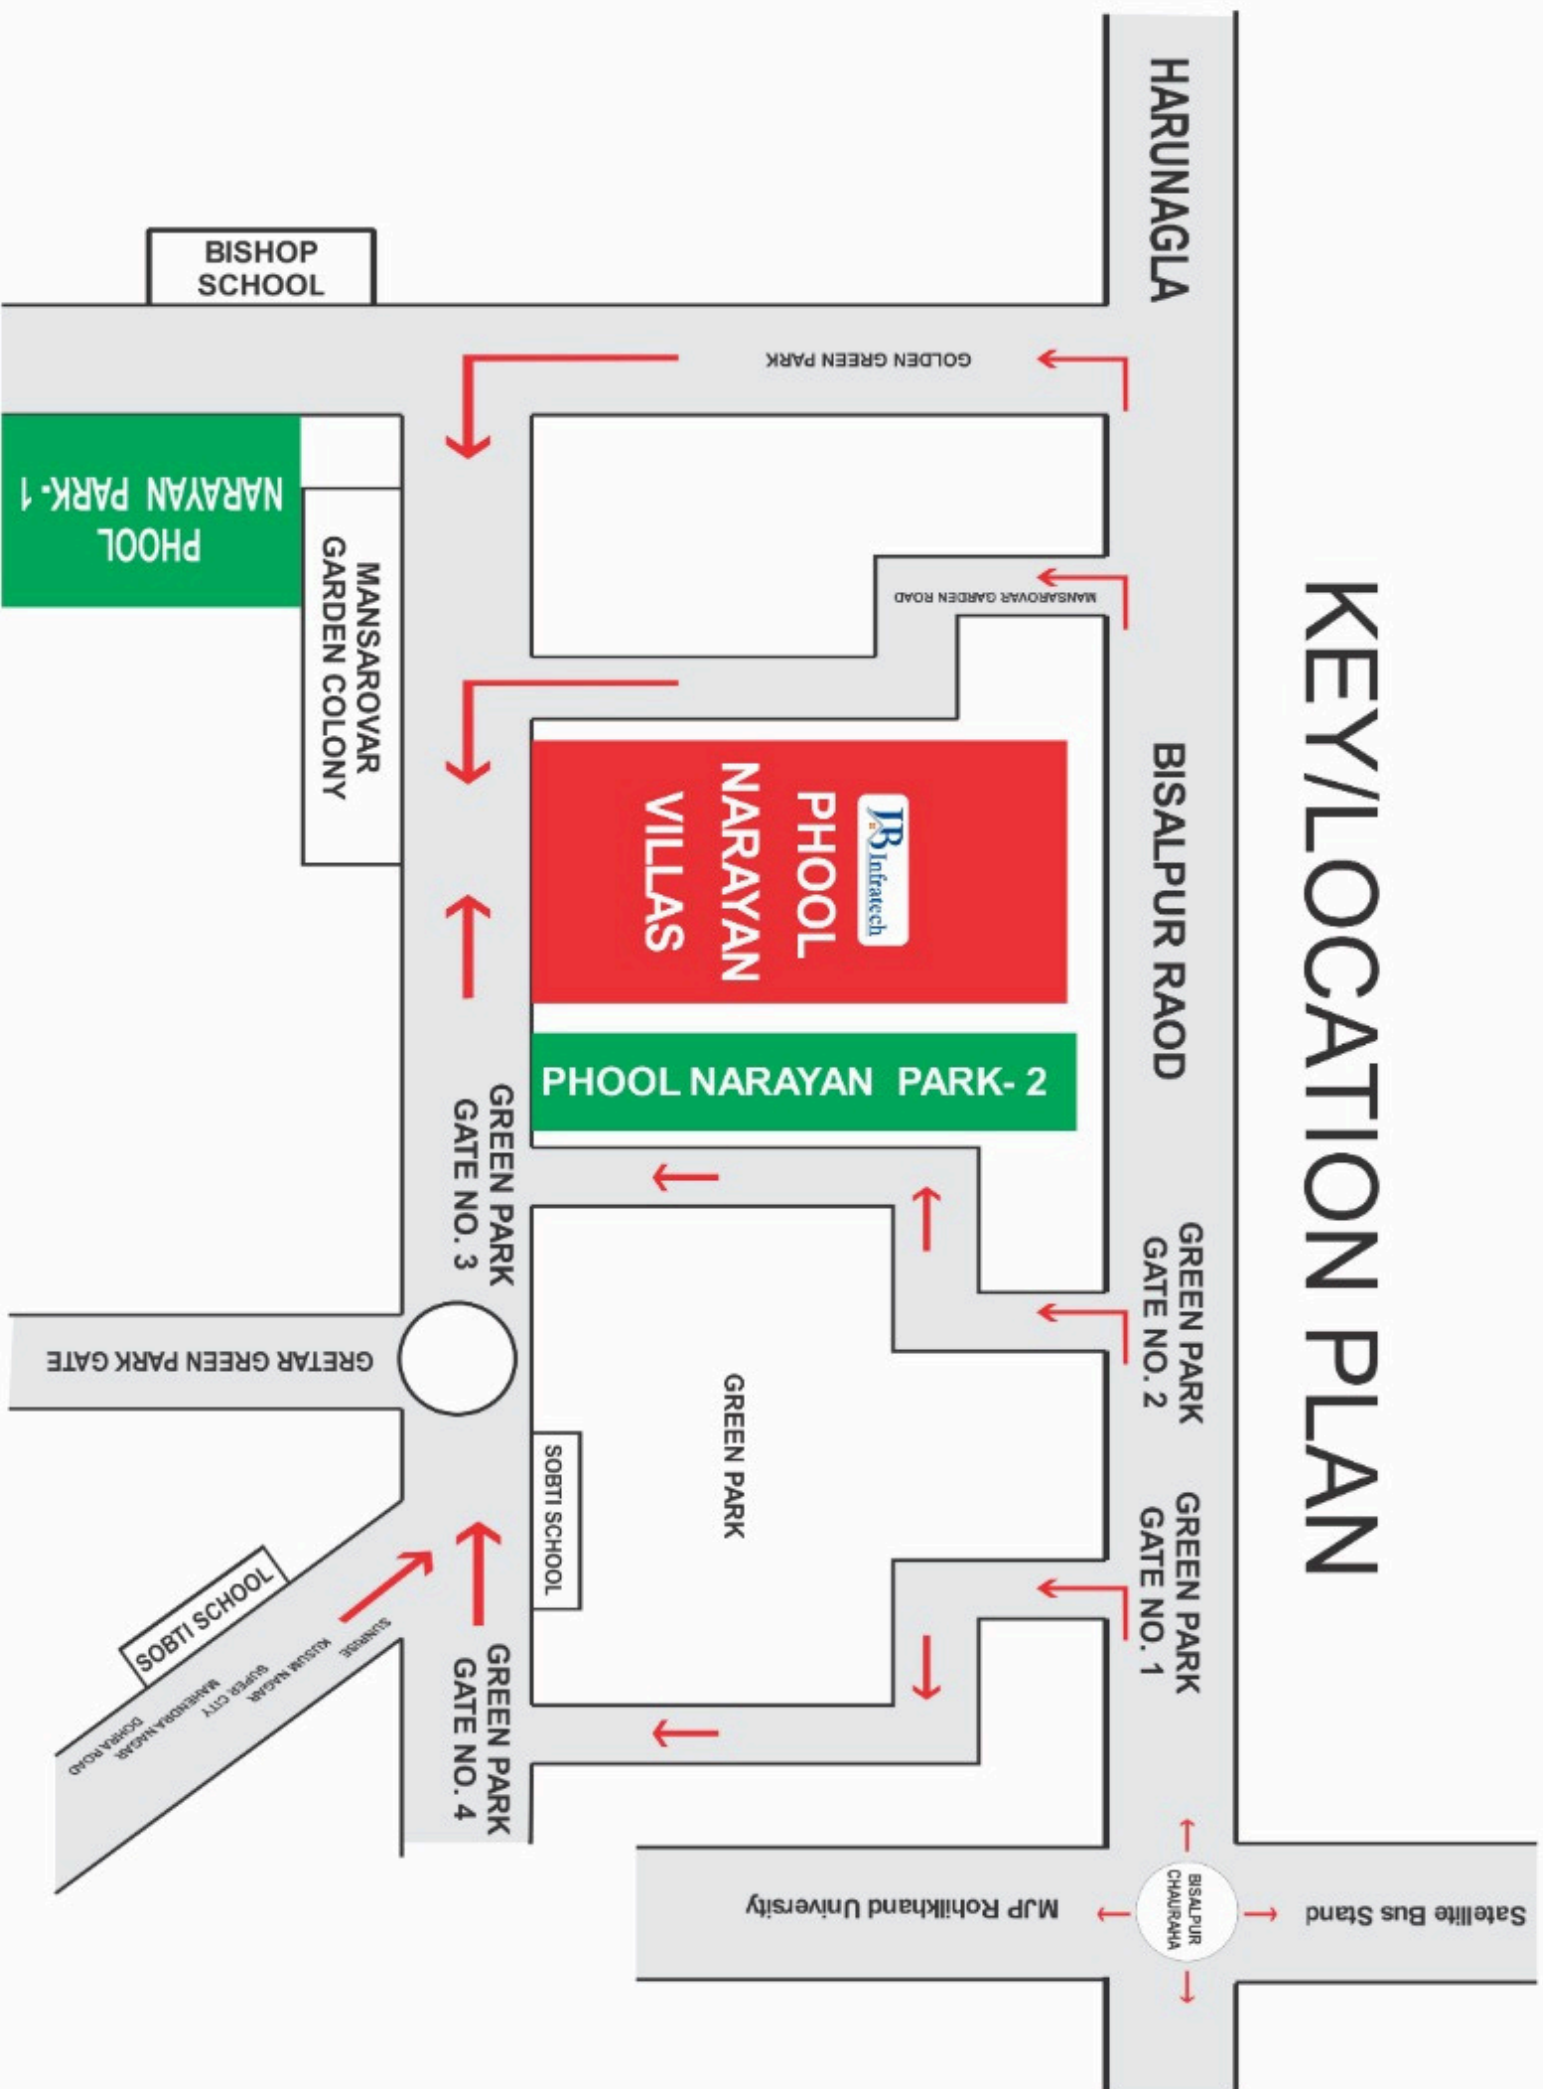 KEY/LOCATION PLAN
HARUNAGLA
BISALPUR RAOD
GREEN PARK
GATE NO. 2
GREEN PARK
GATE NO. 1
BISALPUR
CHAURAHA
Satellite Bus Stand
MJP Rohilkhand University
GOLDEN GREEN PARK
MANSAROVAR GARDEN ROAD
JB Infratech
PHOOL
NARAYAN
VILLAS
PHOOL NARAYAN PARK- 2
GREEN PARK
SOBTI SCHOOL
GREEN PARK
GATE NO. 3
GREEN PARK
GATE NO. 4
BISHOP
SCHOOL
MANSAROVAR
GARDEN COLONY
PHOOL
NARAYAN PARK- 1
GRETAR GREEN PARK GATE
SOBTI SCHOOL
SUNRISE
KUSUM NAGAR
SUPER CITY
MAHENDRA NAGAR
DOHRA ROAD